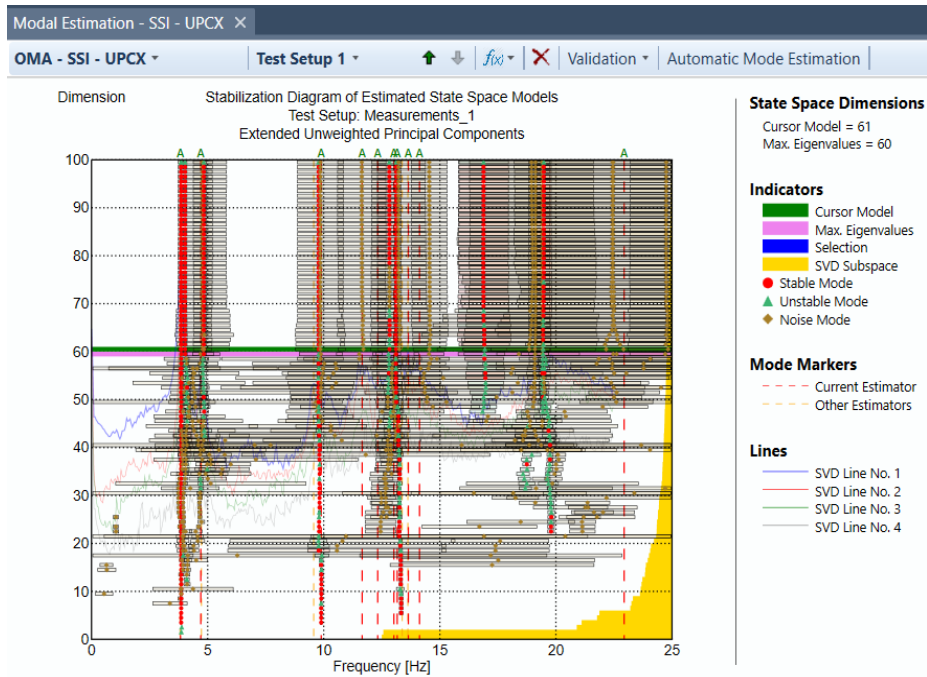 Modal Estimation - SSI - UPCX ×
OMA - SSI - UPCX Test Setup 1 f(x) Validation Automatic Mode Estimation
Dimension
Stabilization Diagram of Estimated State Space Models
Test Setup: Measurements_1
Extended Unweighted Principal Components
A A A A A A A A A A
100
90
80
70
60
50
40
30
20
10
0
0 5 10 15 20 25
Frequency [Hz]
State Space Dimensions
Cursor Model = 61
Max. Eigenvalues = 60
Indicators
Cursor Model
Max. Eigenvalues
Selection
SVD Subspace
Stable Mode
Unstable Mode
Noise Mode
Mode Markers
Current Estimator
Other Estimators
Lines
SVD Line No. 1
SVD Line No. 2
SVD Line No. 3
SVD Line No. 4